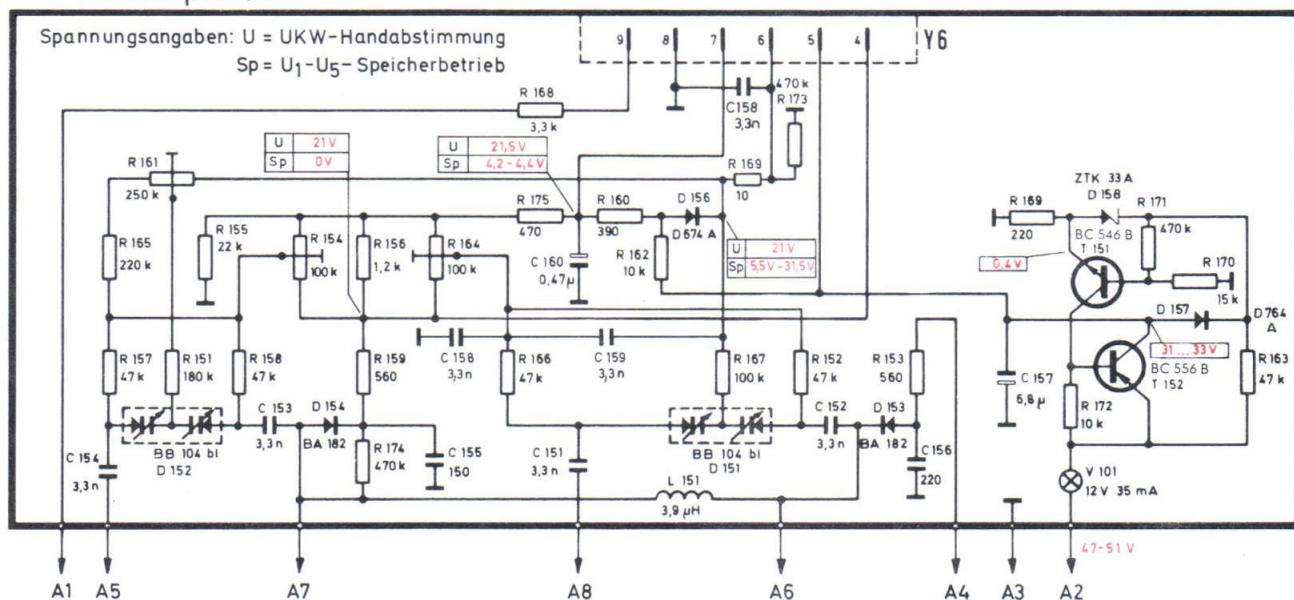 Spannungsangaben: U = UKW-Handabstimmung
Sp = U1-U5-Speicherbetrieb
9 8 7 6 5 4 Y6
470 k
R 173
C 158
3,3n
R 168
3,3 k
U 21 V
Sp 0V
U 21,5 V
Sp 4,2-4,4V
R 161
250 k
R 169
10
R 175
470
R 160
390
D 156
D 674 A
U 21V
Sp 5,5V-31,5V
ZTK 33 A
D 158
R 169
220
R 171
470 k
BC 546 B
T 151
0,4 V
R 170
15 k
R 165
220 k
R 155
22 k
R 154
100 k
R 156
1,2 k
R 164
100 k
C 160
0,47µ
R 162
10 k
D 157
D 764
A
31 ... 33 V
BC 556 B
T 152
R 163
47 k
R 157
47 k
R 151
180 k
R 158
47 k
R 159
560
C 158
3,3 n
R 166
47 k
C 159
3,3 n
R 167
100 k
R 152
47 k
R 153
560
C 157
6,8 µ
R 172
10 k
C 154
3,3 n
BB 104 bl
D 152
C 153
3,3 n
D 154
BA 182
R 174
470 k
C 155
150
C 151
3,3 n
BB 104 bl
D 151
C 152
3,3 n
D 153
BA 182
C 156
220
L 151
3,9 µH
V 101
12 V 35 mA
47-51 V
A1 A5 A7 A8 A6 A4 A3 A2